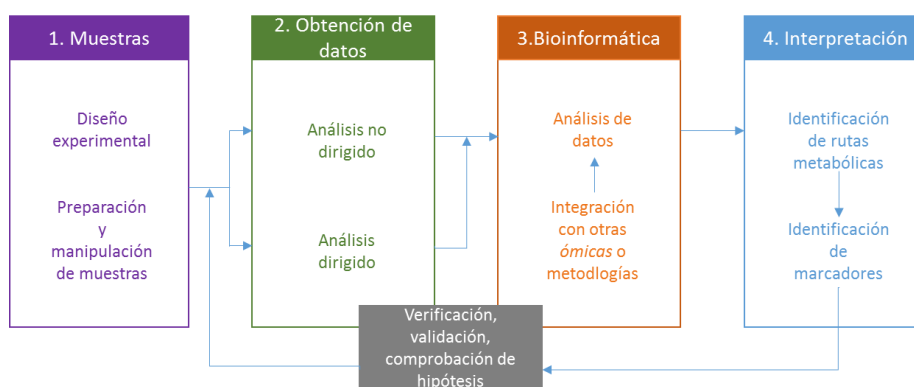 1. Muestras
Diseño
experimental
Preparación
y
manipulación
de muestras
2. Obtención de
datos
Análisis no
dirigido
Análisis
dirigido
3.Bioinformática
Análisis de
datos
Integración
con otras
ómicas o
metodlogías
4. Interpretación
Identificación
de rutas
metabólicas
Identificación
de
marcadores
Verificación,
validación,
comprobación de
hipótesis